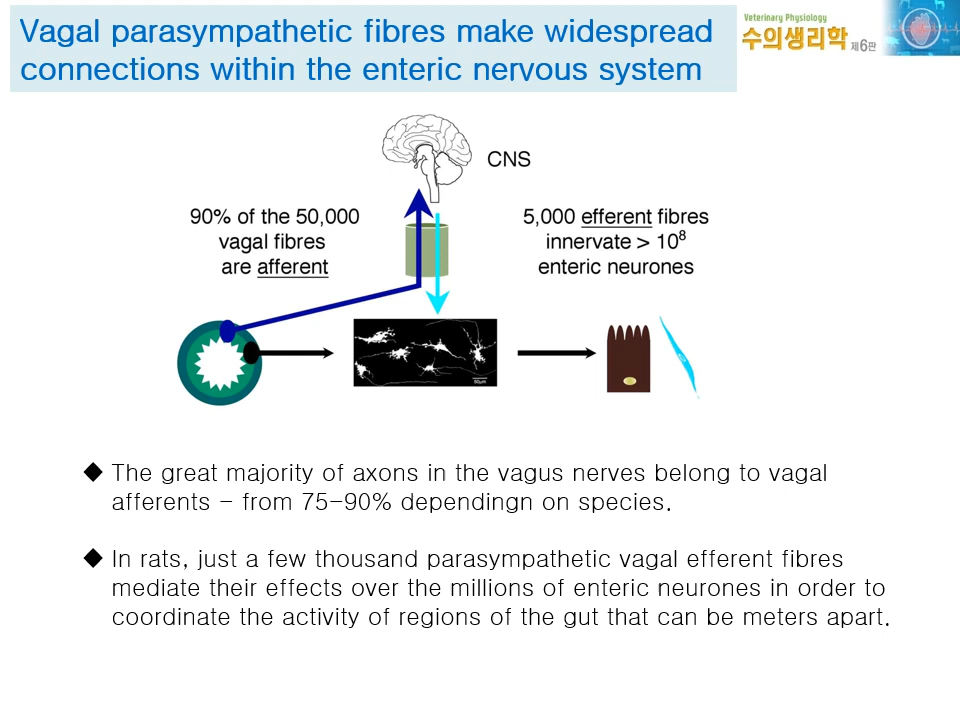 Vagal parasympathetic fibres make widespread
connections within the enteric nervous system
Veterinary Physiology
수의생리학 제6판
CNS
90% of the 50,000
vagal fibres
are afferent
5,000 efferent fibres
innervate > 10⁸
enteric neurones
50µm
◆ The great majority of axons in the vagus nerves belong to vagal
afferents – from 75-90% dependingn on species.
◆ In rats, just a few thousand parasympathetic vagal efferent fibres
mediate their effects over the millions of enteric neurones in order to
coordinate the activity of regions of the gut that can be meters apart.